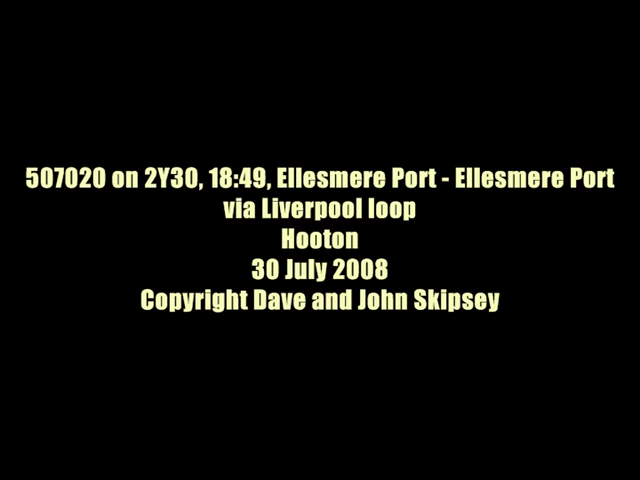 507020 on 2Y30, 18:49, Ellesmere Port - Ellesmere Port
via Liverpool loop
Hooton
30 July 2008
Copyright Dave and John Skipsey